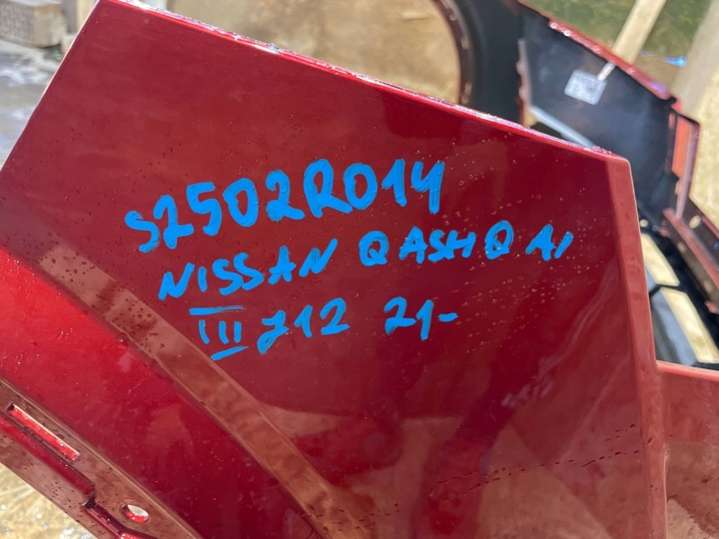 S2502R014
NISSAN QASHQAI
III J12 21-